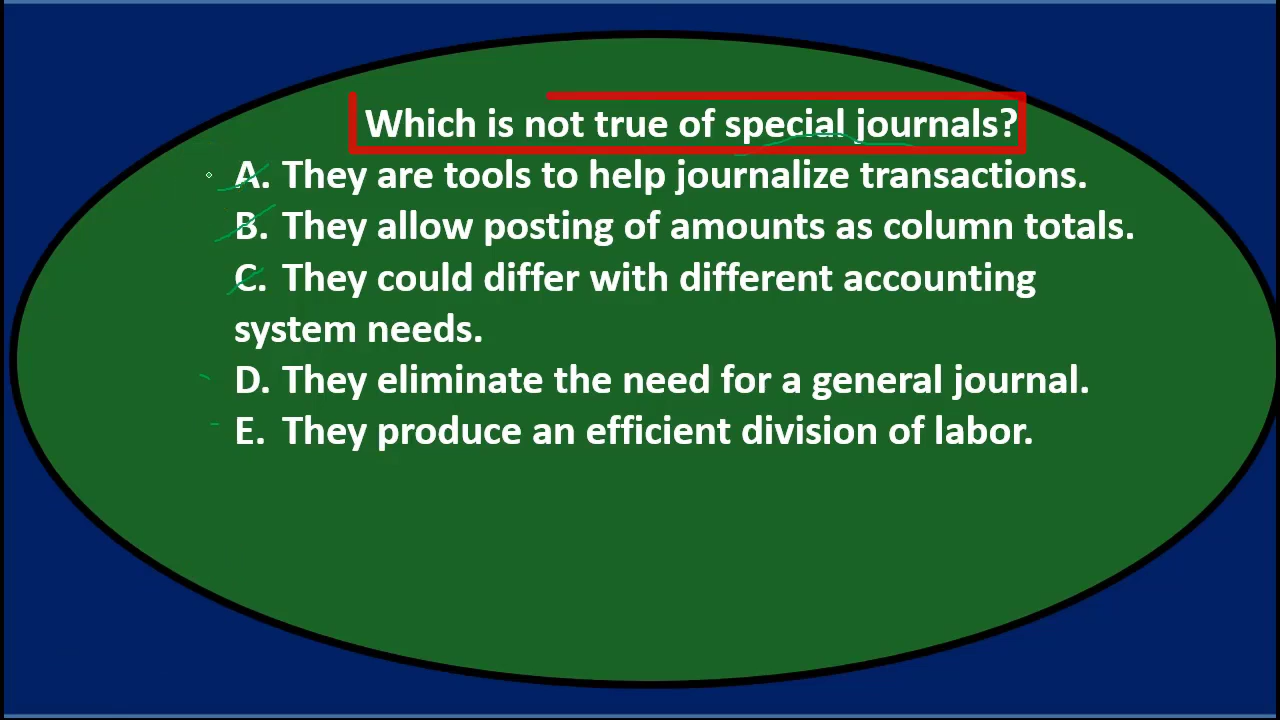 Which is not true of special journals?
A. They are tools to help journalize transactions.
B. They allow posting of amounts as column totals.
C. They could differ with different accounting
system needs.
D. They eliminate the need for a general journal.
E. They produce an efficient division of labor.